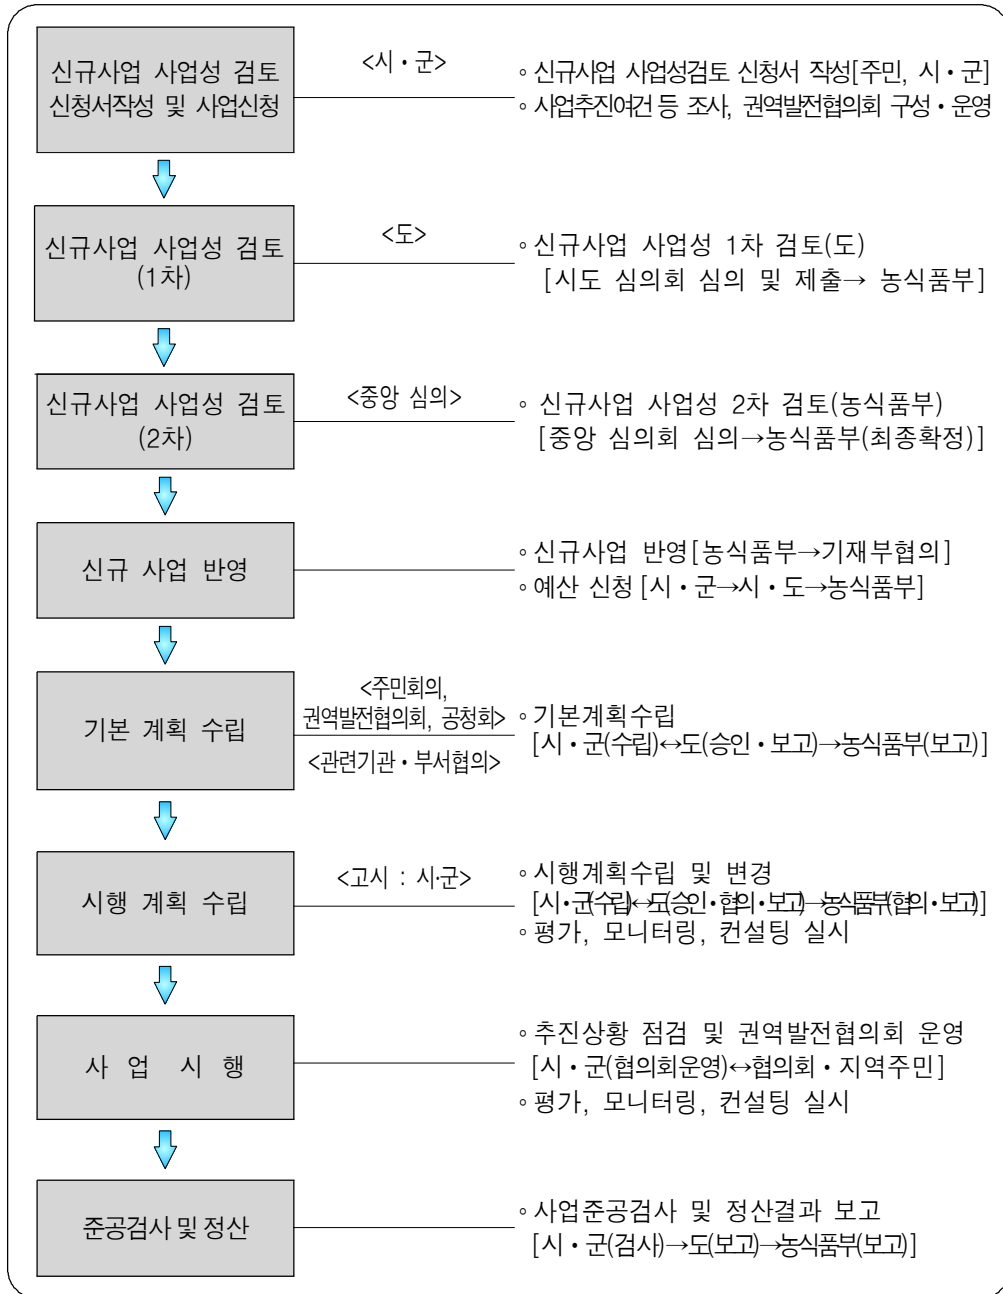 신규사업 사업성 검토
신청서작성 및 사업신청
<시・군>
◦ 신규사업 사업성검토 신청서 작성[주민, 시・군]
◦ 사업추진여건 등 조사, 권역발전협의회 구성・운영
신규사업 사업성 검토
(1차)
<도>
◦ 신규사업 사업성 1차 검토(도)
[시도 심의회 심의 및 제출→ 농식품부]
신규사업 사업성 검토
(2차)
<중앙 심의>
◦ 신규사업 사업성 2차 검토(농식품부)
[중앙 심의회 심의→농식품부(최종확정)]
신규 사업 반영
◦ 신규사업 반영[농식품부→기재부협의]
◦ 예산 신청 [시・군→시・도→농식품부]
기본 계획 수립
<주민회의,
권역발전협의회, 공청회>
<관련기관・부서협의>
◦ 기본계획수립
[시・군(수립)↔도(승인・보고)→농식품부(보고)]
시행 계획 수립
<고시 : 시·군>
◦ 시행계획수립 및 변경
[시・군(수립)↔도(승인・협의・보고)→농식품부(협의・보고)]
◦ 평가, 모니터링, 컨설팅 실시
사 업 시 행
◦ 추진상황 점검 및 권역발전협의회 운영
[시・군(협의회운영)↔협의회・지역주민]
◦ 평가, 모니터링, 컨설팅 실시
준공검사 및 정산
◦ 사업준공검사 및 정산결과 보고
[시・군(검사)→도(보고)→농식품부(보고)]